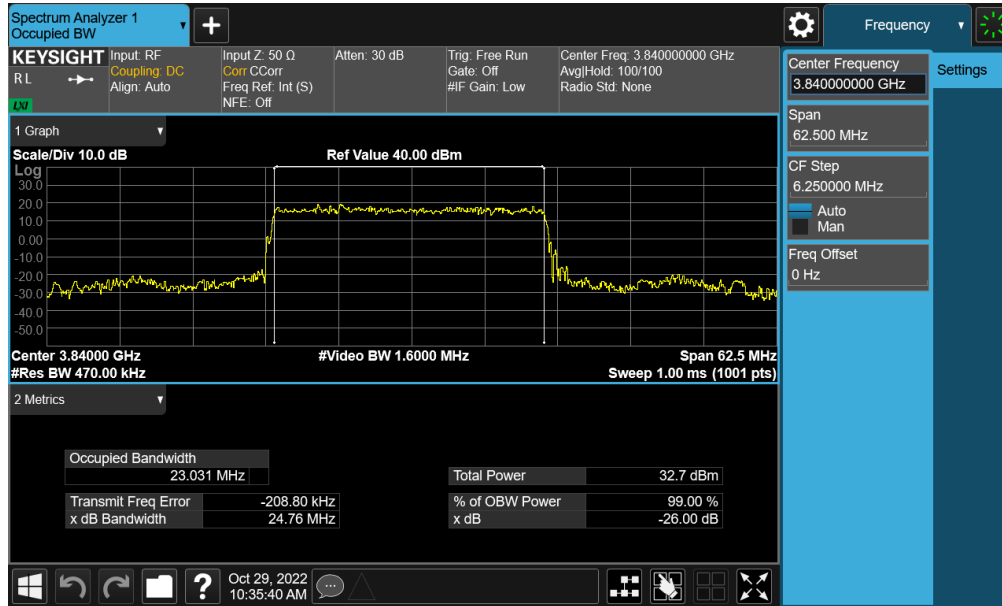 Spectrum Analyzer 1
Occupied BW
+
Frequency
KEYSIGHT
R L
LXI
Input: RF
Coupling: DC
Align: Auto
Input Z: 50 Ω
Corr CCorr
Freq Ref: Int (S)
NFE: Off
Atten: 30 dB
Trig: Free Run
Gate: Off
#IF Gain: Low
Center Freq: 3.840000000 GHz
Avg|Hold: 100/100
Radio Std: None
Center Frequency
3.840000000 GHz
Settings
Span
62.500 MHz
CF Step
6.250000 MHz
Auto
Man
Freq Offset
0 Hz
1 Graph
Scale/Div 10.0 dB
Ref Value 40.00 dBm
Log
30.0
20.0
10.0
0.00
-10.0
-20.0
-30.0
-40.0
-50.0
Center 3.84000 GHz
#Video BW 1.6000 MHz
Span 62.5 MHz
#Res BW 470.00 kHz
Sweep 1.00 ms (1001 pts)
2 Metrics
Occupied Bandwidth
23.031 MHz
Total Power 32.7 dBm
Transmit Freq Error -208.80 kHz
% of OBW Power 99.00 %
x dB Bandwidth 24.76 MHz
x dB -26.00 dB
?
Oct 29, 2022
10:35:40 AM